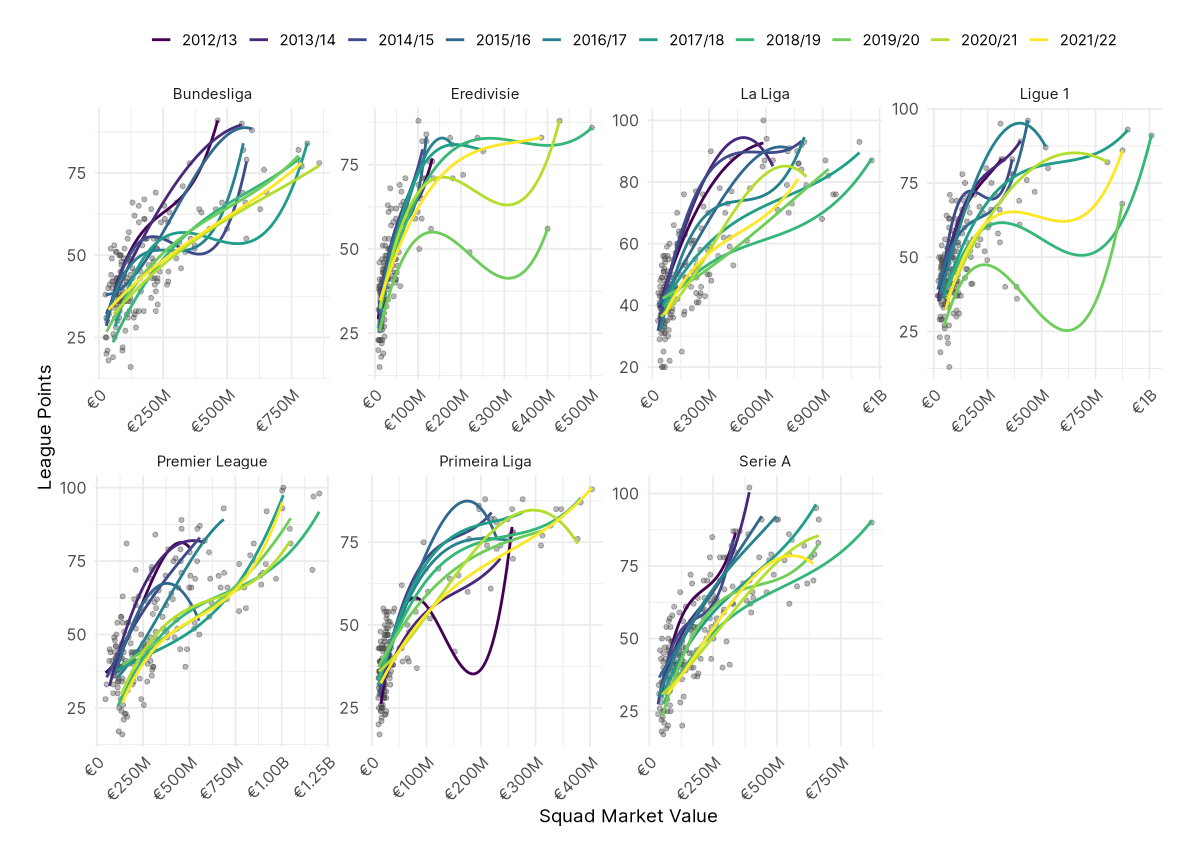 2012/13 2013/14 2014/15 2015/16 2016/17 2017/18 2018/19 2019/20 2020/21 2021/22
Bundesliga Eredivisie La Liga Ligue 1
75
50
25
€0 €250M €500M €750M
75
50
25
€0 €100M €200M €300M €400M €500M
100
80
60
40
20
€0 €300M €600M €900M €1B
100
75
50
25
€0 €250M €500M €750M €1B
League Points
Premier League Primeira Liga Serie A
100
75
50
25
€0 €250M €500M €750M €1.00B €1.25B
75
50
25
€0 €100M €200M €300M €400M
100
75
50
25
€0 €250M €500M €750M
Squad Market Value